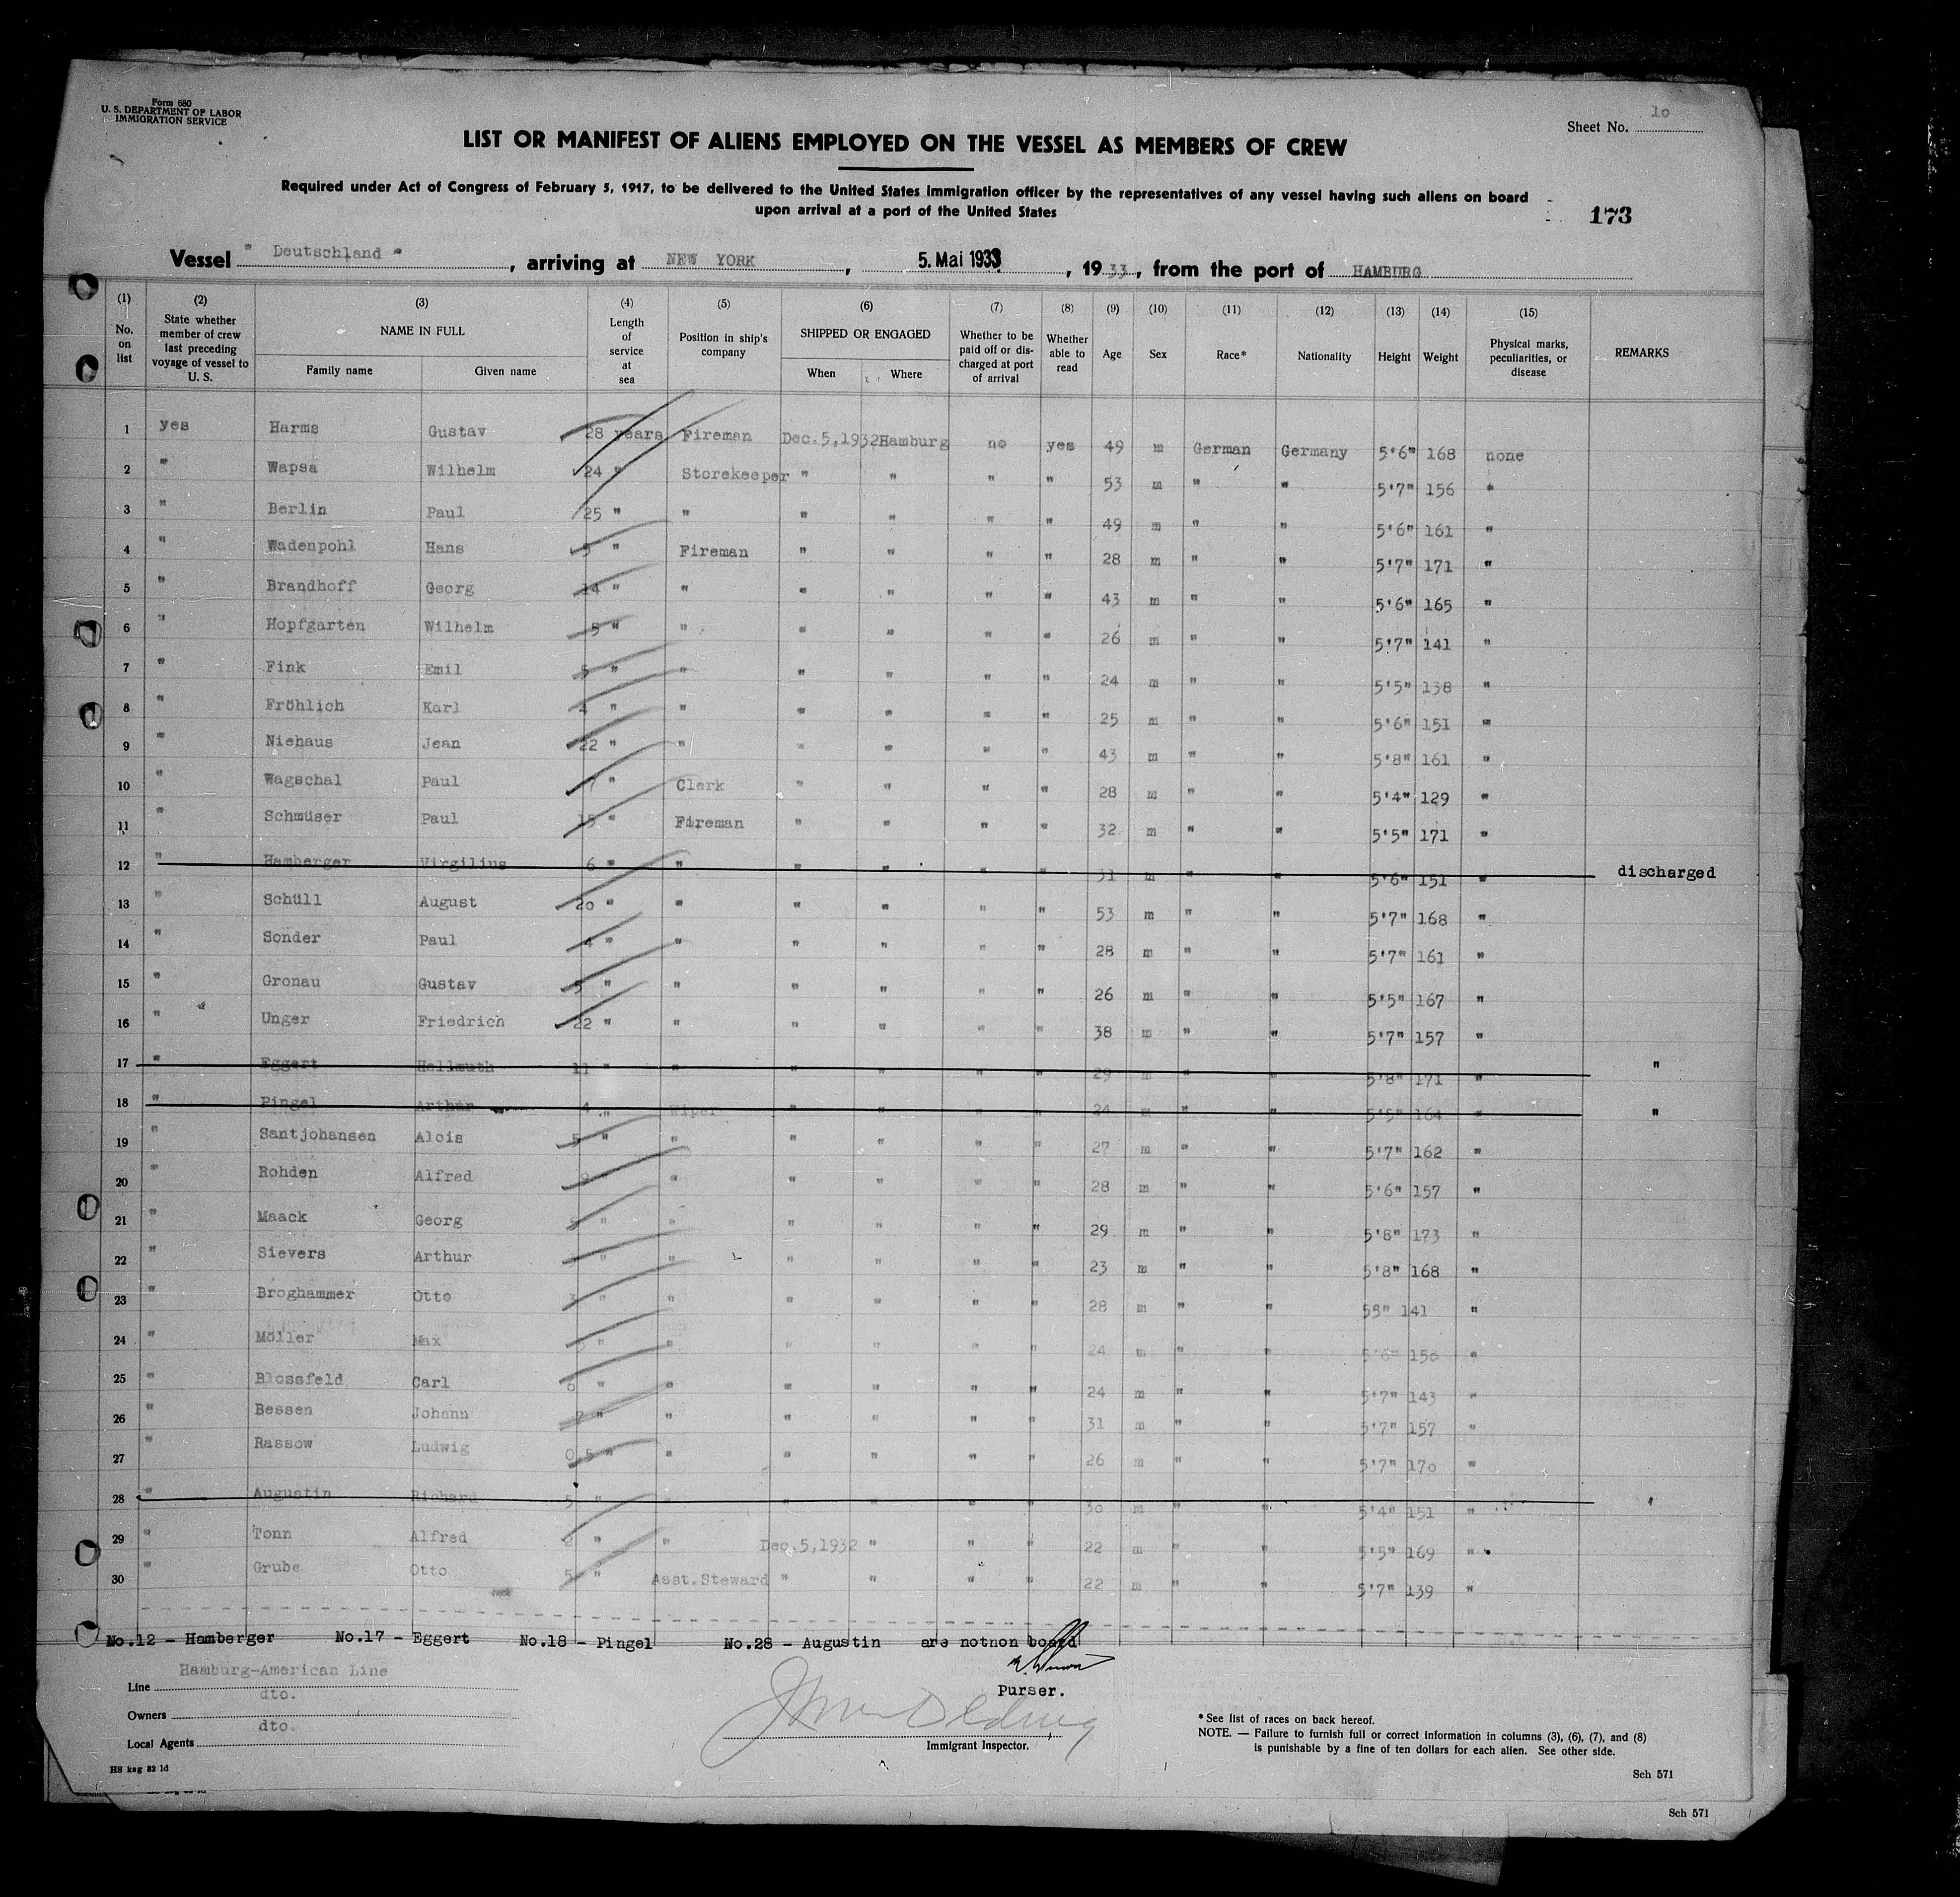 Form 680
U. S. DEPARTMENT OF LABOR
IMMIGRATION SERVICE
10
Sheet No.
LIST OR MANIFEST OF ALIENS EMPLOYED ON THE VESSEL AS MEMBERS OF CREW
Required under Act of Congress of February 5, 1917, to be delivered to the United States Immigration officer by the representatives of any vessel having such aliens on board
upon arrival at a port of the United States
173
Vessel " Deutschland " , arriving at NEW YORK , 5. Mai 1933 , 19 33 , from the port of HAMBURG
(1) (2) (3) (4) (5) (6) (7) (8) (9) (10) (11) (12) (13) (14) (15)
No. on list State whether member of crew last preceding voyage of vessel to U. S. NAME IN FULL Length of service at sea Position in ship's company SHIPPED OR ENGAGED Whether to be paid off or discharged at port of arrival Whether able to read Age Sex Race* Nationality Height Weight Physical marks, peculiarities, or disease REMARKS
Family name Given name When Where
1 yes Harms Gustav 28 years Fireman Dec.5,1932 Hamburg no yes 49 m German Germany 5'6" 168 none
2 " Wapsa Wilhelm 24 " Storekeeper " " " " 53 m " " 5'7" 156 "
3 " Berlin Paul 25 " " " " " " 49 m " " 5'6" 161 "
4 " Wadenpohl Hans " Fireman " " " " 28 m " " 5'7" 171 "
5 " Brandhoff Georg 14 " " " " " " 43 m " " 5'6" 165 "
6 " Hopfgarten Wilhelm 5 " " " " " " 26 m " " 5'7" 141 "
7 " Fink Emil 5 " " " " " " 24 m " " 5'5" 138 "
8 " Fröhlich Karl 4 " " " " " " 25 m " " 5'6" 151 "
9 " Niehaus Jean 22 " " " " " " 43 m " " 5'8" 161 "
10 " Wagschal Paul 7 " Clerk " " " " 28 m " " 5'4" 129 "
11 " Schmüser Paul 15 " Fireman " " " " 32 m " " 5'5" 171 "
12 " Hamberger Virgilius 6 " " " " " " 31 m " " 5'6" 151 " discharged
13 " Schüll August 20 " " " " " " 53 m " " 5'7" 168 "
14 " Sonder Paul 4 " " " " " " 28 m " " 5'7" 161 "
15 " Gronau Gustav 5 " " " " " " 26 m " " 5'5" 167 "
16 " Unger Friedrich 22 " " " " " " 38 m " " 5'7" 157 "
17 " Eggert Hellmuth 11 " " " " " " 29 m " " 5'8" 171 " "
18 " Pingel Arthur 4 " Wiper " " " " 24 m " " 5'5" 164 " "
19 " Santjohansen Alois 5 " " " " " " 27 m " " 5'7" 162 "
20 " Rohden Alfred " " " " " 28 m " " 5'6" 157 "
21 " Maack Georg " " " " " " 29 m " " 5'8" 173 "
22 " Sievers Arthur " " " " " " 23 m " " 5'8" 168 "
23 " Broghammer Otto 3 " " " " " " 28 m " " 58" 141 "
24 " Möller Max " " " " " " 24 m " " 5'6" 150 "
25 " Blossfeld Carl 6 " " " " " " 24 m " " 5'7" 143 "
26 " Bessen Johann 7 " " " " " " 31 m " " 5'7" 157 "
27 " Rassow Ludwig 0 5 " " " " " " 26 m " " 5'7" 170 "
28 " Augustin Richard 5 " " " " " " 30 m " " 5'4" 151 " "
29 " Tonn Alfred 2 " " Dec.5,1932 " " " 22 m " " 5'5" 169 "
30 " Grube Otto 5 " Asst.Steward " " " " 22 m " " 5'7" 139 "
No.12 - Hamberger No.17 - Eggert No.18 - Pingel No.28 - Augustin are notnon board
Purser.
Line Hamburg-American Line
Owners dto.
Local Agents dto.
Immigrant Inspector.
* See list of races on back hereof.
NOTE. — Failure to furnish full or correct information in columns (3), (6), (7), and (8)
is punishable by a fine of ten dollars for each alien. See other side.
HS ksg 82 1d
Sch 571
Sch 571